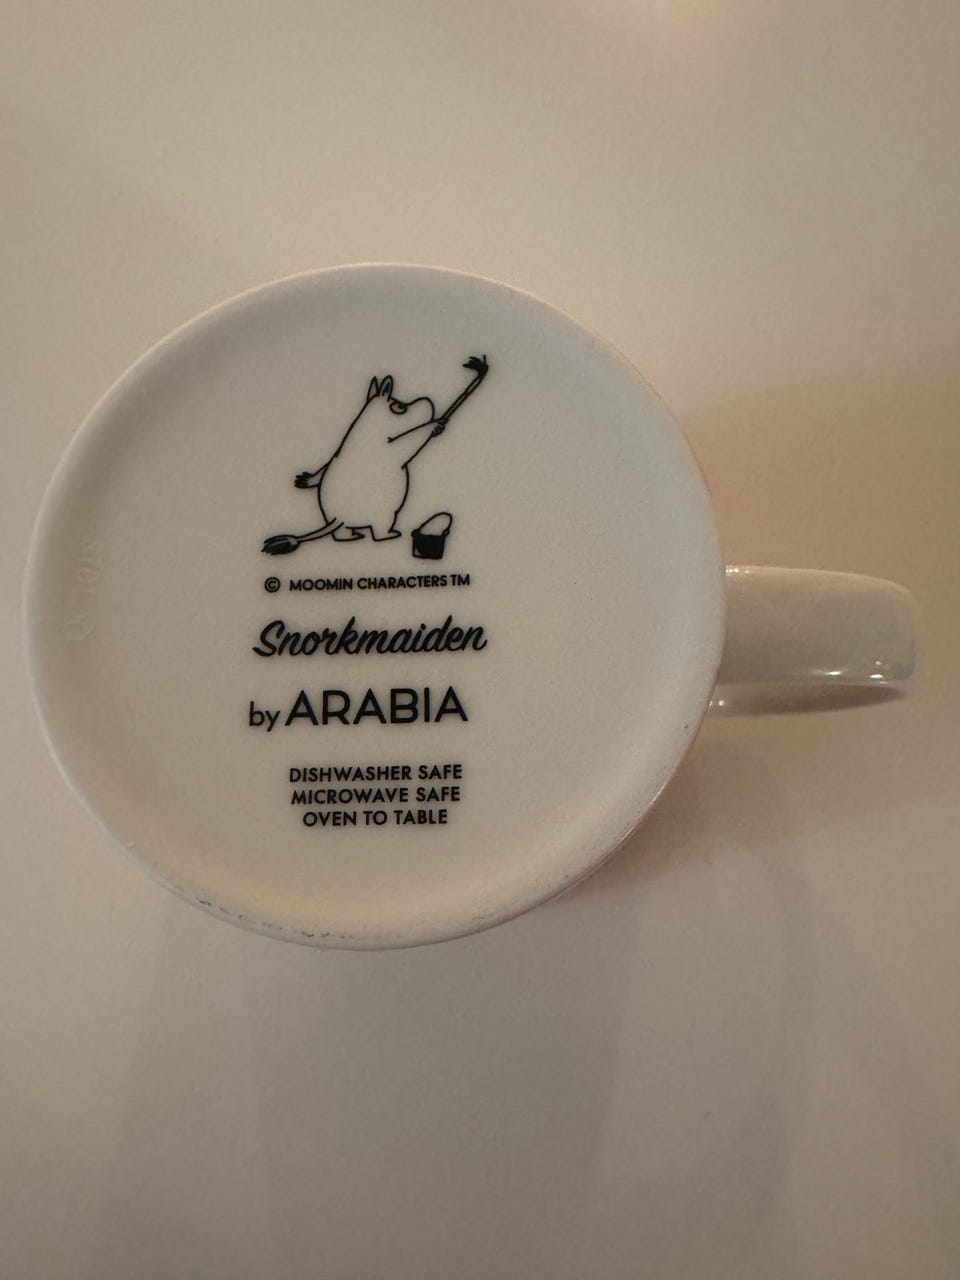 © MOOMIN CHARACTERS TM
Snorkmaiden
by ARABIA
DISHWASHER SAFE
MICROWAVE SAFE
OVEN TO TABLE